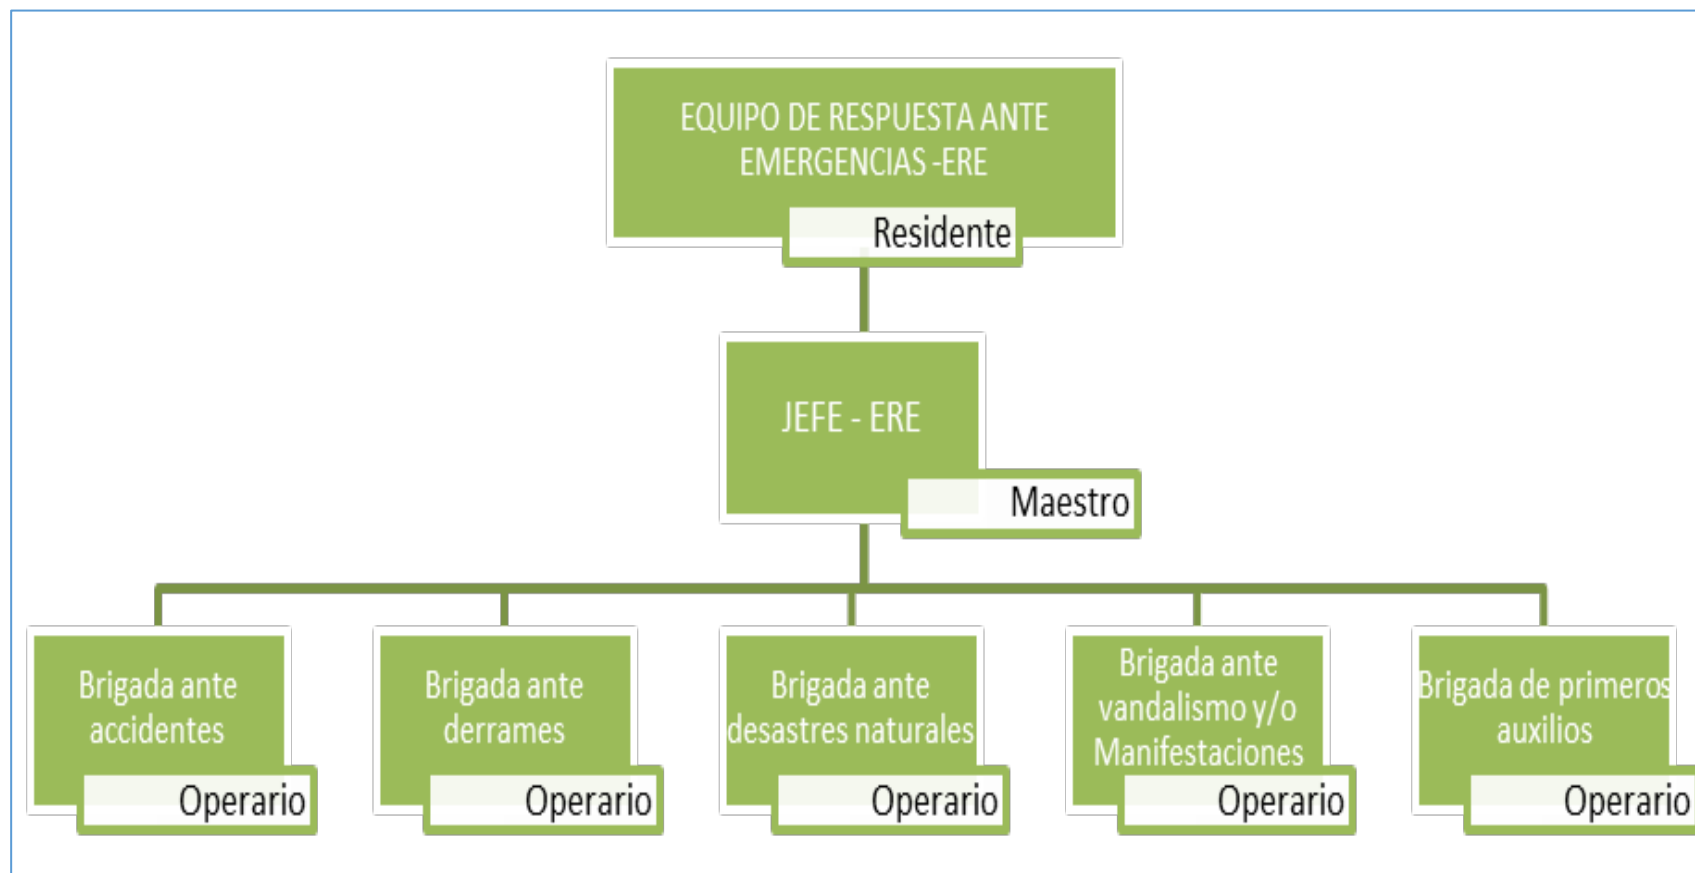 EQUIPO DE RESPUESTA ANTE
EMERGENCIAS -ERE
Residente
JEFE - ERE
Maestro
Brigada ante
accidentes
Operario
Brigada ante
derrames
Operario
Brigada ante
desastres naturales
Operario
Brigada ante
vandalismo y/o
Manifestaciones
Operario
Brigada de primeros
auxilios
Operario